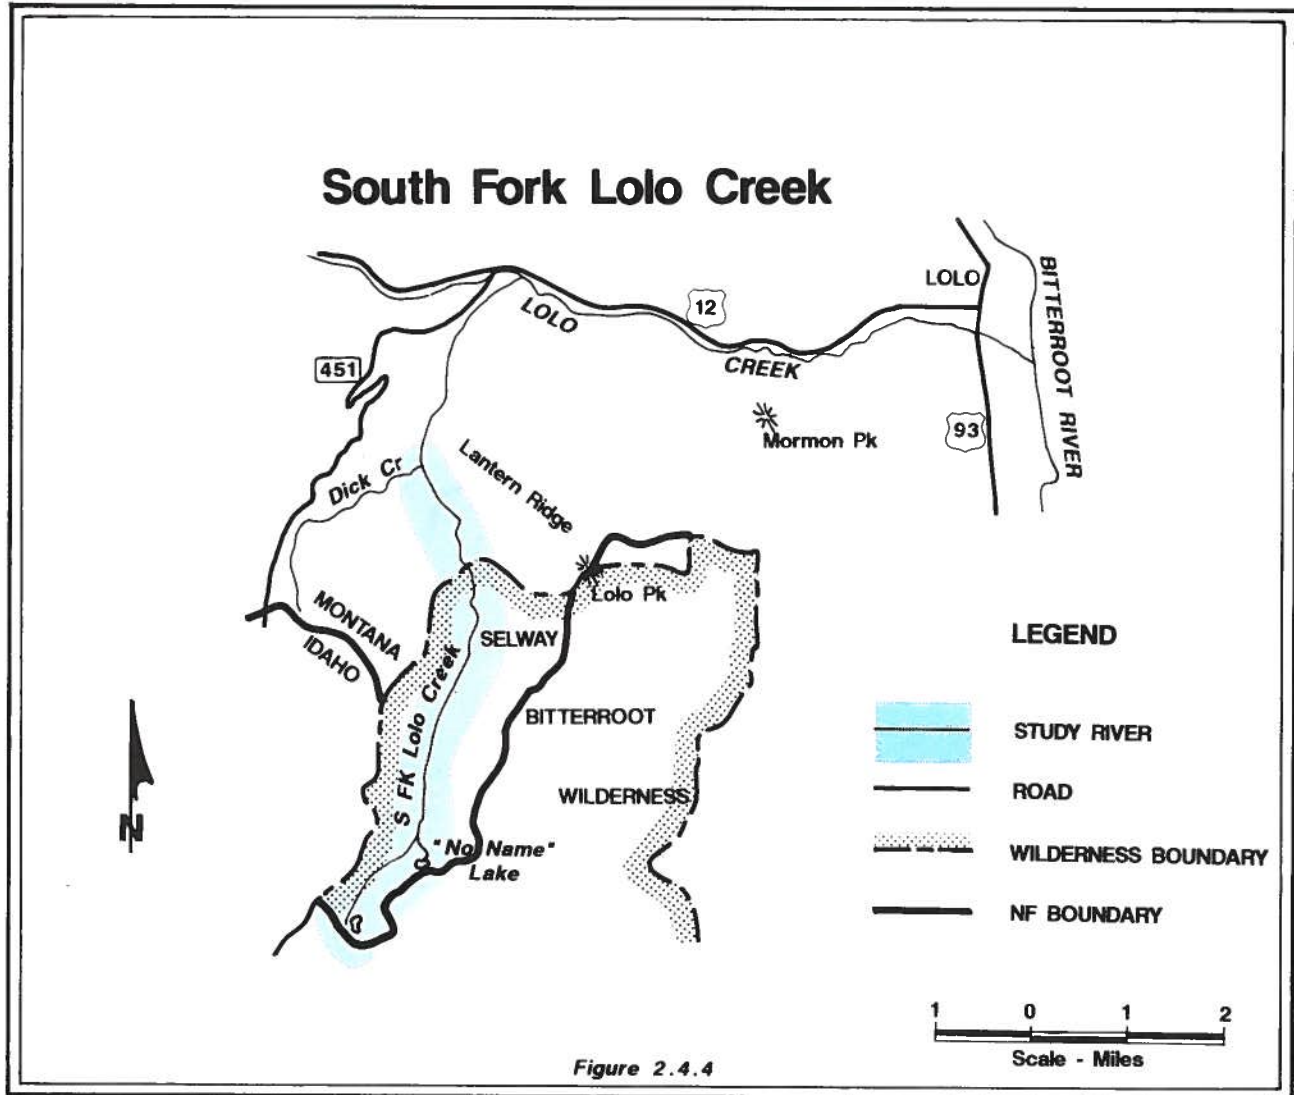 South Fork Lolo Creek
LOLO
12
LOLO
CREEK
BITTERROOT RIVER
451
93
Mormon Pk
Lantern Ridge
Dick Cr
Lolo Pk
MONTANA
IDAHO
SELWAY
BITTERROOT
WILDERNESS
S FK Lolo Creek
"No Name"
Lake
N
LEGEND
STUDY RIVER
ROAD
WILDERNESS BOUNDARY
NF BOUNDARY
1 0 1 2
Scale - Miles
Figure 2.4.4